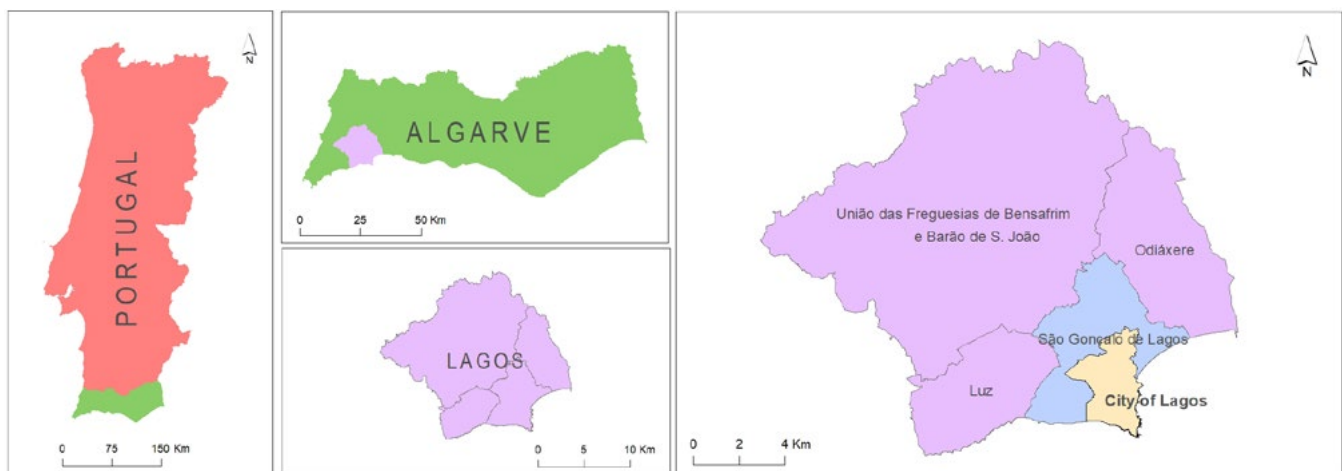 N
PORTUGAL
0 75 150 Km
N
ALGARVE
0 25 50 Km
LAGOS
0 5 10 Km
N
União das Freguesias de Bensafrim
e Barão de S. João
Odiáxere
São Gonçalo de Lagos
Luz
City of Lagos
0 2 4 Km